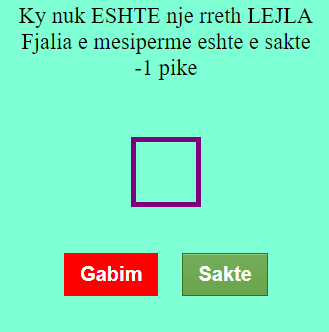 Ky nuk ESHTE nje rreth LEJLA
Fjalia e mesiperme eshte e sakte
-1 pike
Gabim
Sakte